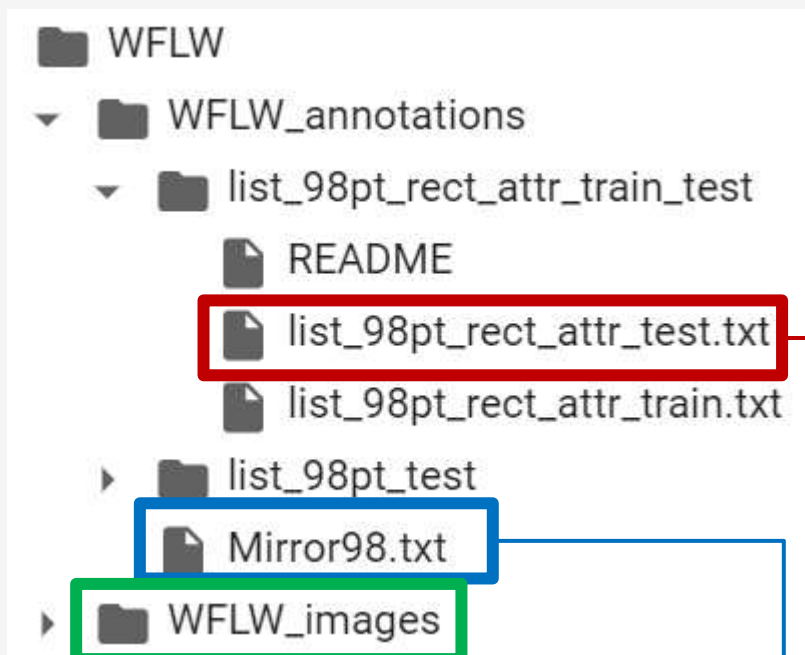 WFLW
WFLW_annotations
list_98pt_rect_attr_train_test
README
list_98pt_rect_attr_test.txt
list_98pt_rect_attr_train.txt
list_98pt_test
Mirror98.txt
WFLW_images